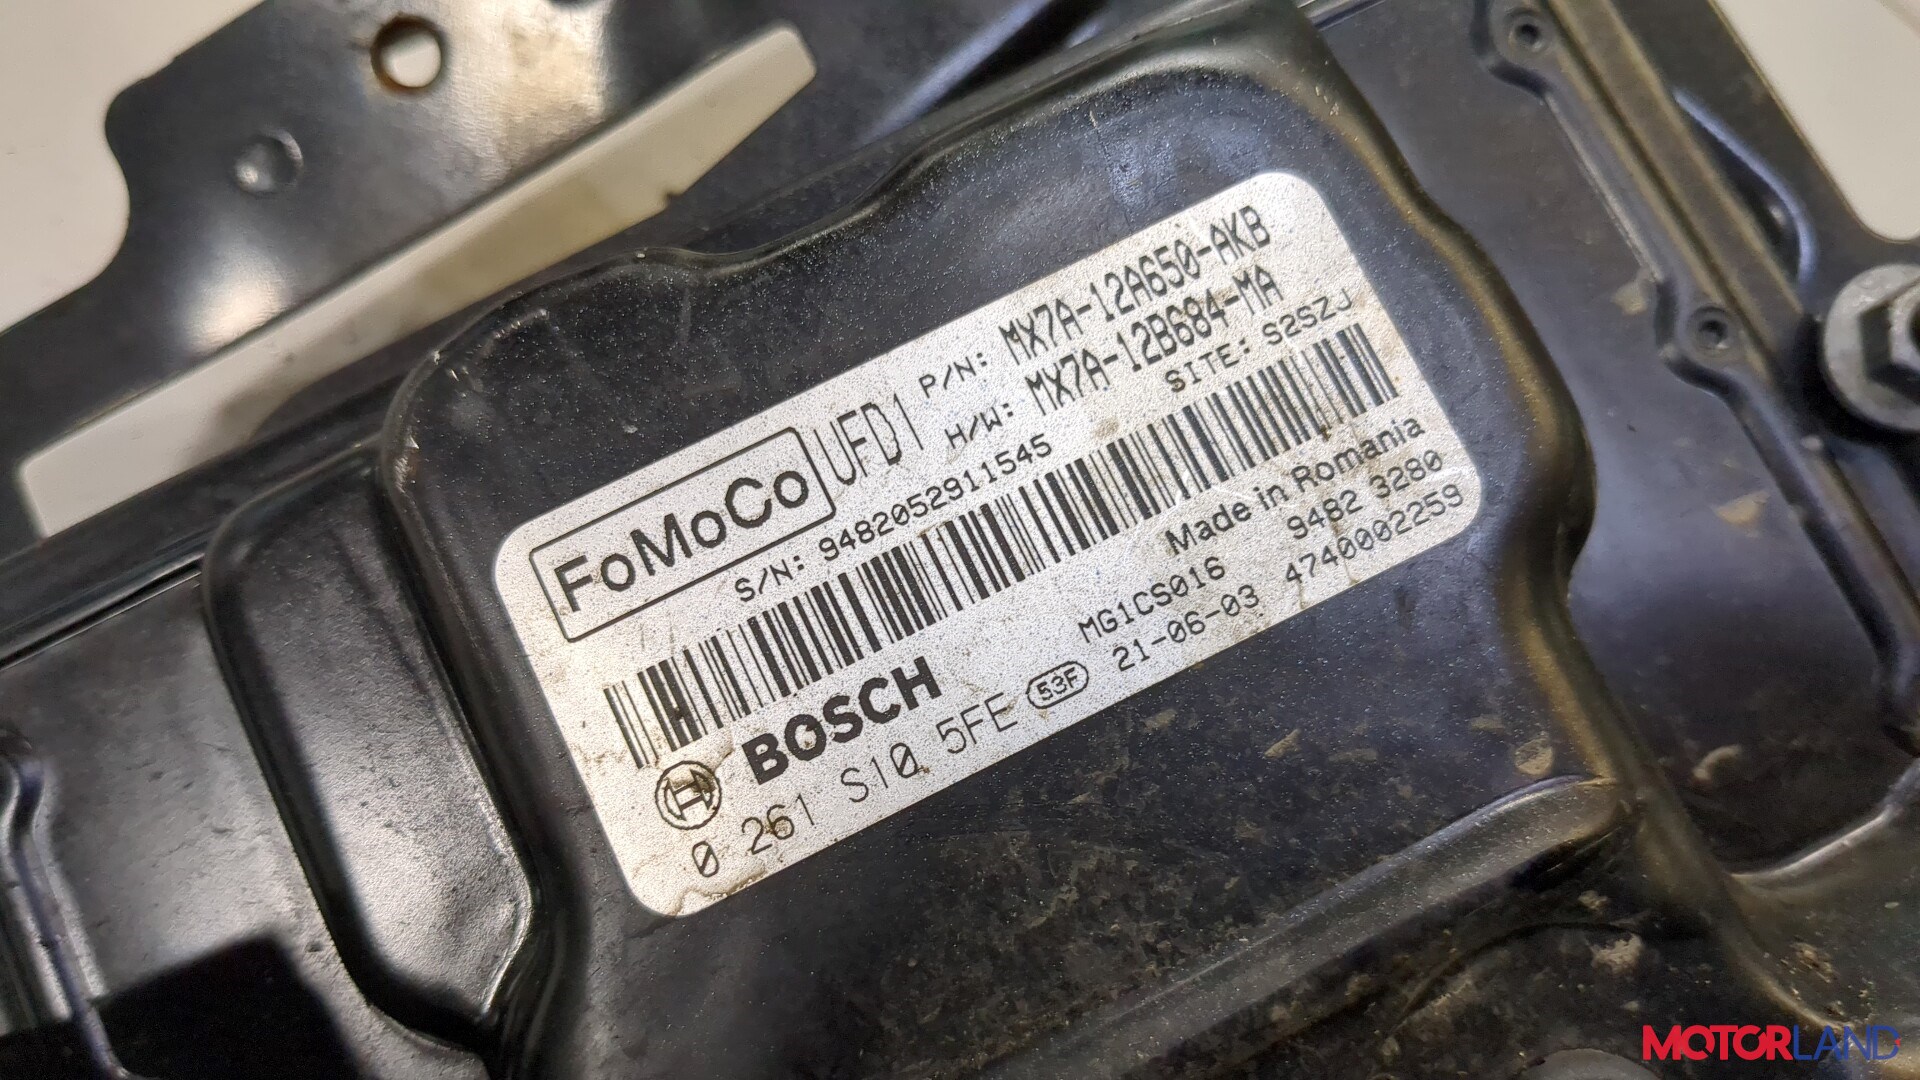 FoMoCo UFD1 P/N: MX7A-12A650-AKB
H/W: MX7A-12B684-MA
S/N: 9482052911545 SITE: S2SZJ
Made in Romania
BOSCH MG1CS016 9482 3280
0 261 S10 5FE 53F 21-06-03 4740002259
MOTORLAND